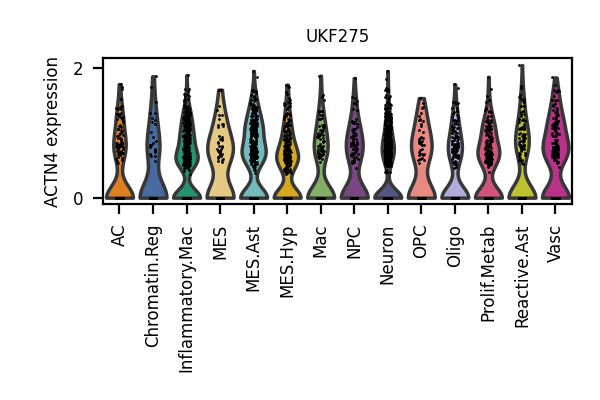 UKF275
ACTN4 expression
2
0
AC
Chromatin.Reg
Inflammatory.Mac
MES
MES.Ast
MES.Hyp
Mac
NPC
Neuron
OPC
Oligo
Prolif.Metab
Reactive.Ast
Vasc